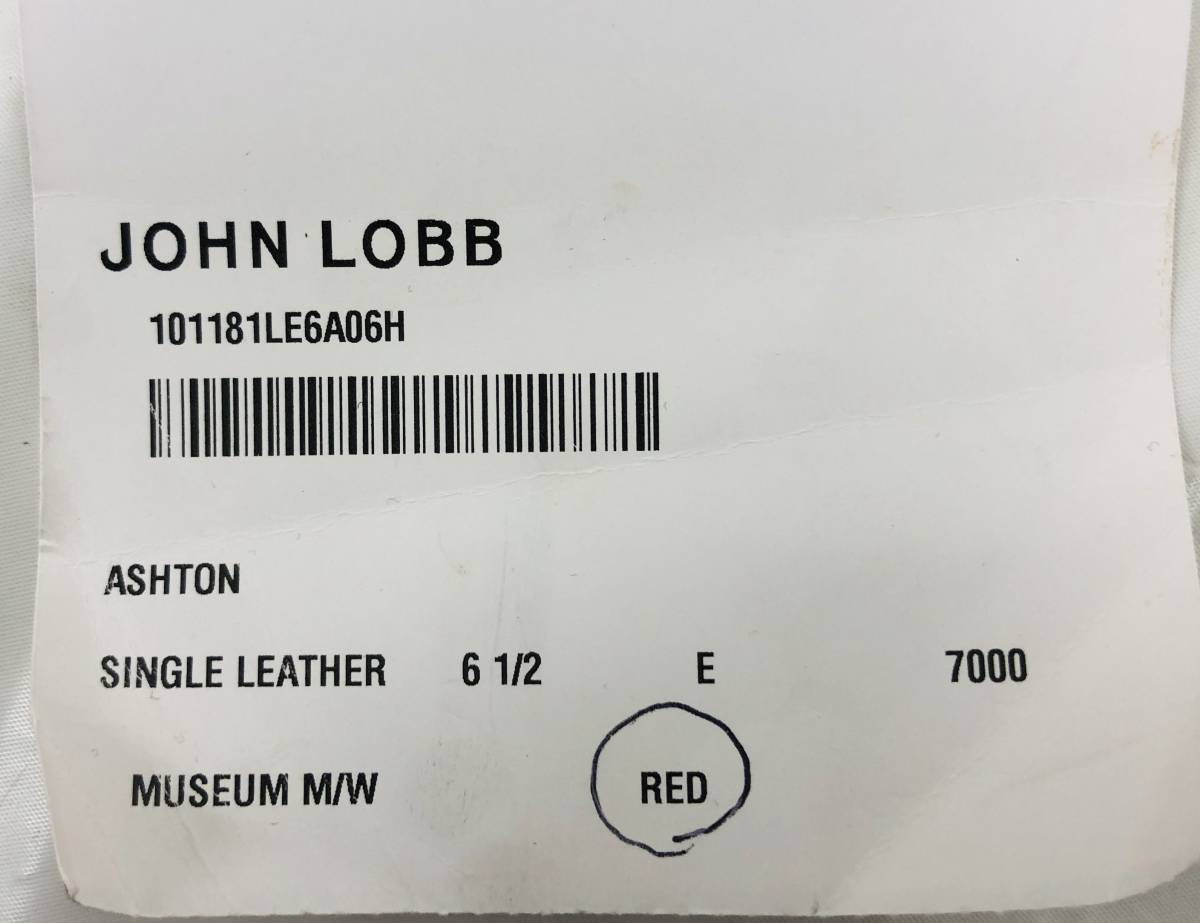 JOHN LOBB
101181LE6A06H
ASHTON
SINGLE LEATHER 6 1/2 E 7000
MUSEUM M/W RED